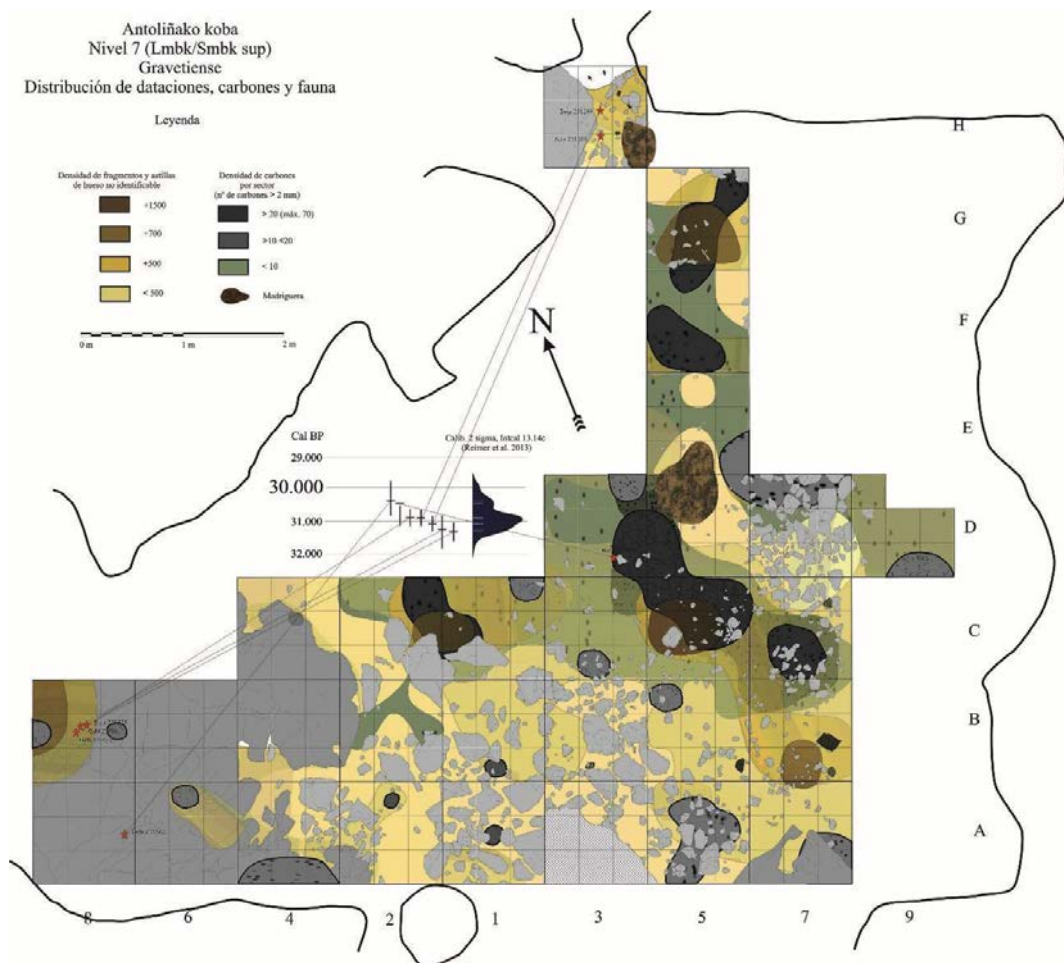 Antoliñako koba
Nivel 7 (Lmbk/Smbk sup)
Gravetiense
Distribución de dataciones, carbones y fauna
Leyenda
Densidad de fragmentos y astillas
de hueso no identificable
+1500
+700
+500
< 500
Densidad de carbones
por sector
(nº de carbones > 2 mm)
> 20 (máx. 70)
>10 <20
< 10
Madriguera
0 m
1 m
2 m
N
Cal BP
29.000
30.000
31.000
32.000
Calib. 2 sigma, Intcal 13.14c
(Reimer et al. 2013)
H
G
F
E
D
C
B
A
8
6
4
2
1
3
5
7
9